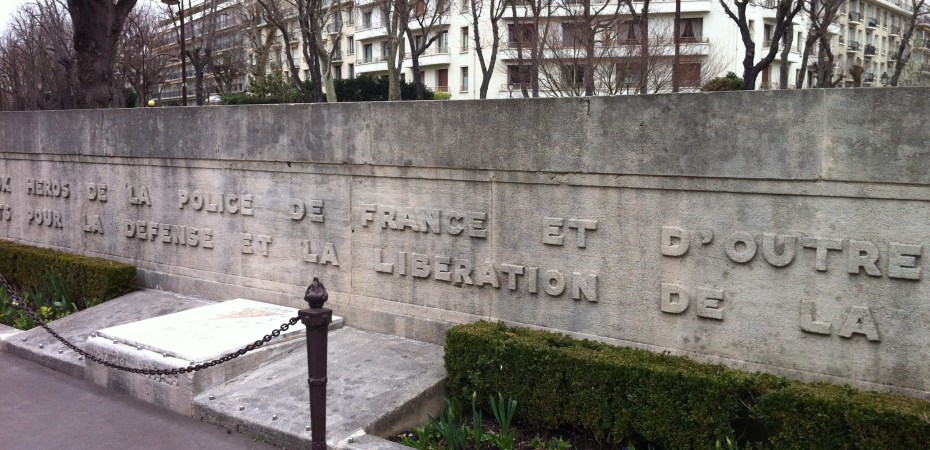 HEROS DE LA POLICE DE FRANCE ET D'OUTRE
POUR LA DEFENSE ET LA LIBERATION DE LA